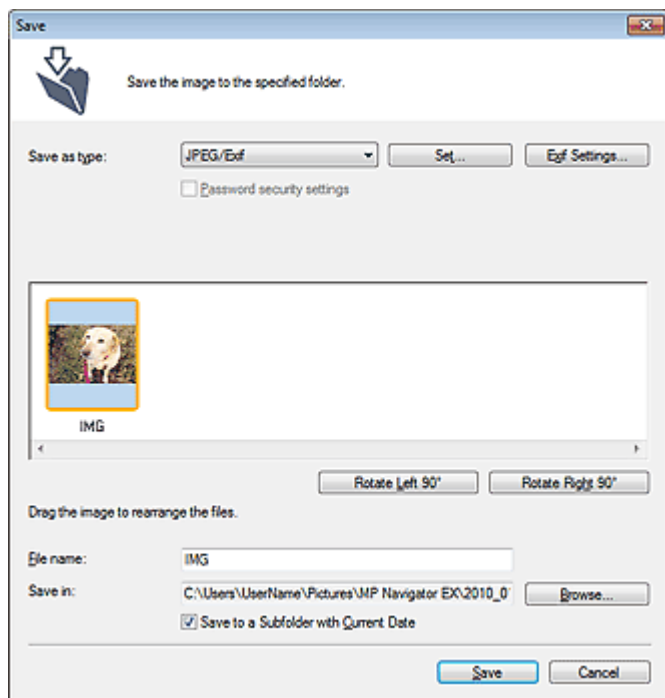 Save
Save the image to the specified folder.
Save as type:
JPEG/Exif
Set...
Exif Settings...
Password security settings
IMG
Rotate Left 90°
Rotate Right 90°
Drag the image to rearrange the files.
File name:
IMG
Save in:
C:\Users\UserName\Pictures\MP Navigator EX\2010_0
Browse...
Save to a Subfolder with Current Date
Save
Cancel